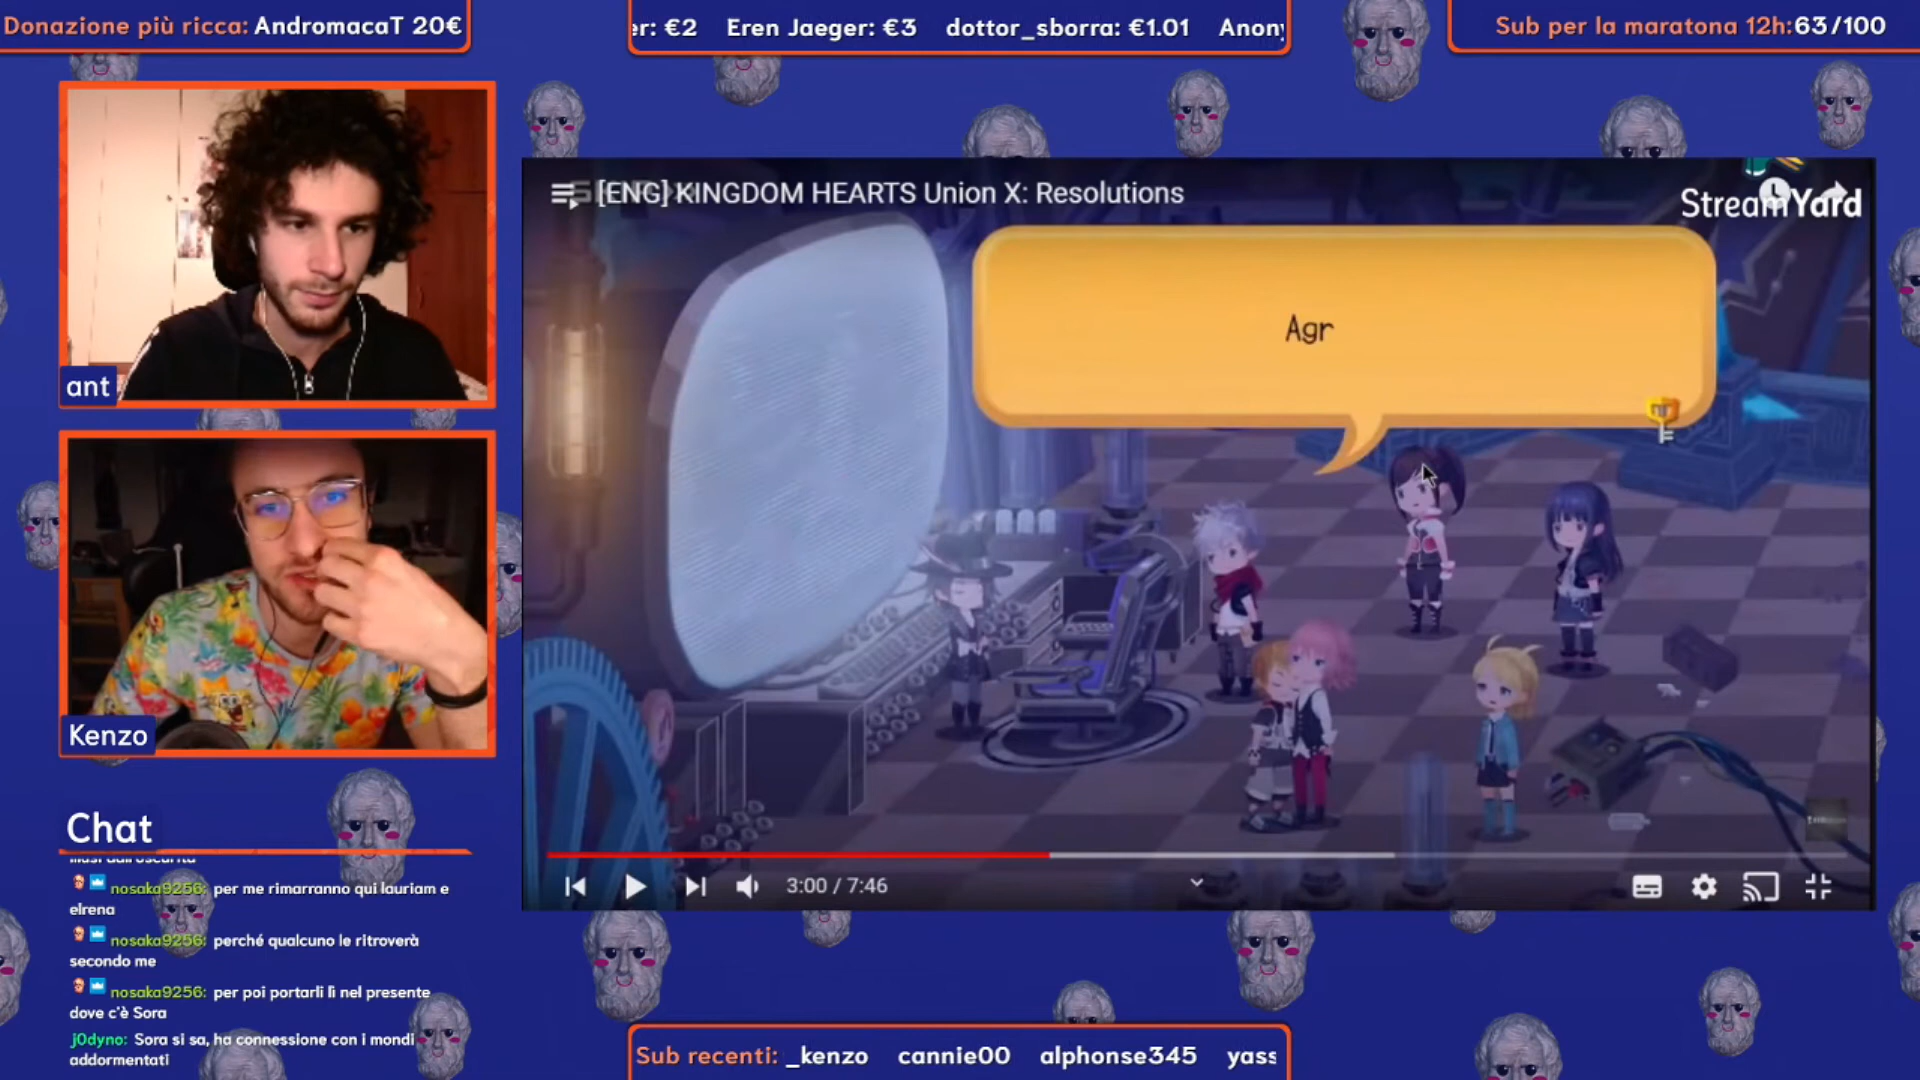 Donazione più ricca: AndromacaT 20€
er: €2 Eren Jaeger: €3 dottor_sborra: €1.01 Anony
Sub per la maratona 12h:63/100
[ENG] KINGDOM HEARTS Union X: Resolutions
StreamYard
Agr
ant
Kenzo
3:00 / 7:46
Chat
nosaka9256: per me rimarranno qui lauriam e
elrena
nosaka9256: perché qualcuno le ritroverà
secondo me
nosaka9256: per poi portarli lì nel presente
dove c'è Sora
j0dyno: Sora si sa, ha connessione con i mondi
addormentati
Sub recenti: _kenzo cannie00 alphonse345 yass